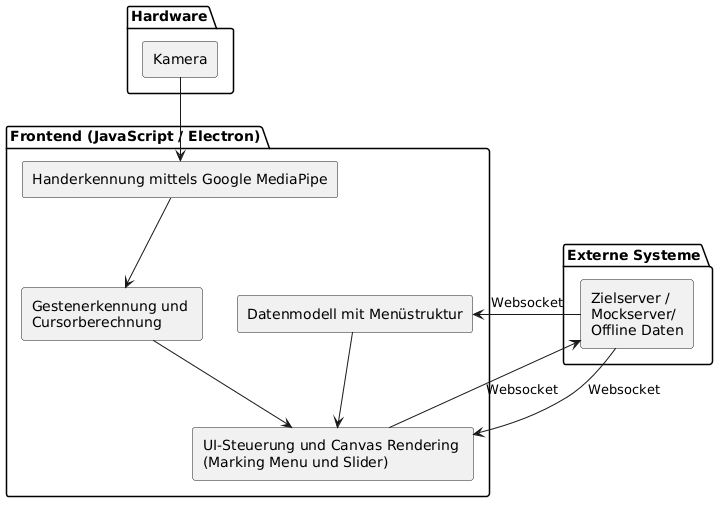 Hardware
Kamera
Frontend (JavaScript / Electron)
Handerkennung mittels Google MediaPipe
Externe Systeme
Gestenerkennung und
Cursorberechnung
Datenmodell mit Menüstruktur
Websocket
Zielserver /
Mockserver/
Offline Daten
Websocket
Websocket
UI-Steuerung und Canvas Rendering
(Marking Menu und Slider)